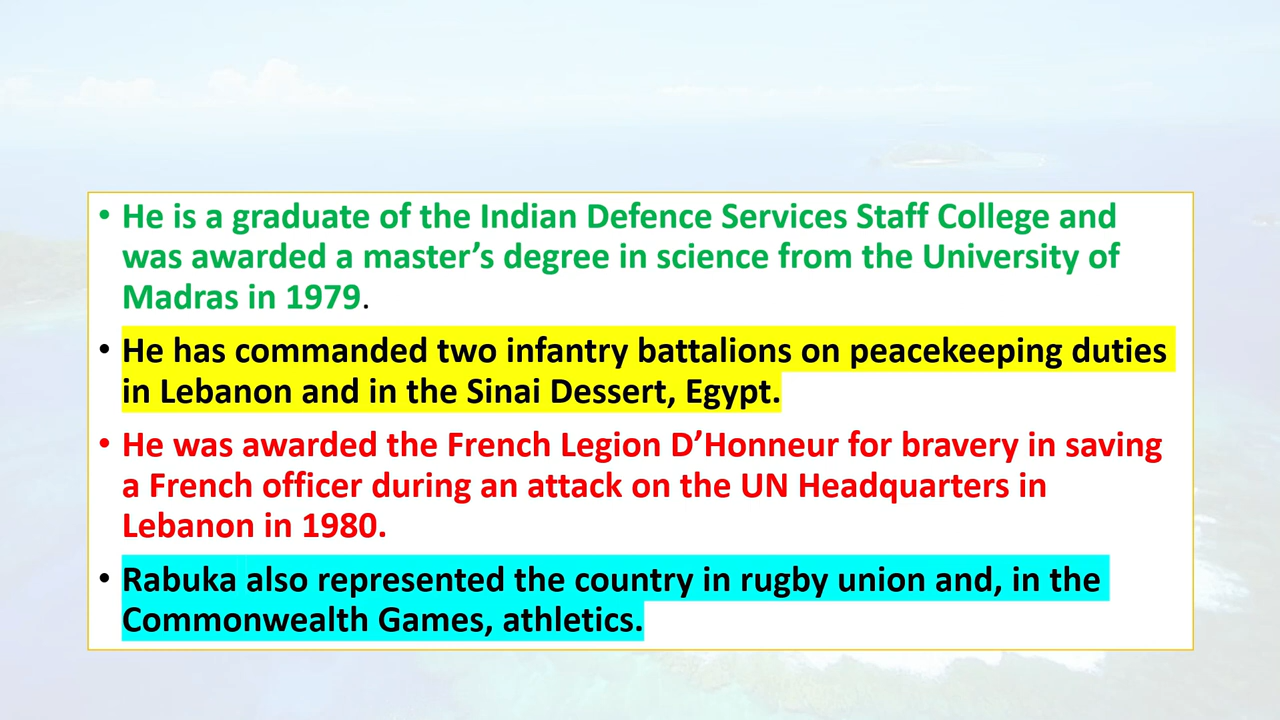 • He is a graduate of the Indian Defence Services Staff College and
was awarded a master’s degree in science from the University of
Madras in 1979.
• He has commanded two infantry battalions on peacekeeping duties
in Lebanon and in the Sinai Dessert, Egypt.
• He was awarded the French Legion D’Honneur for bravery in saving
a French officer during an attack on the UN Headquarters in
Lebanon in 1980.
• Rabuka also represented the country in rugby union and, in the
Commonwealth Games, athletics.